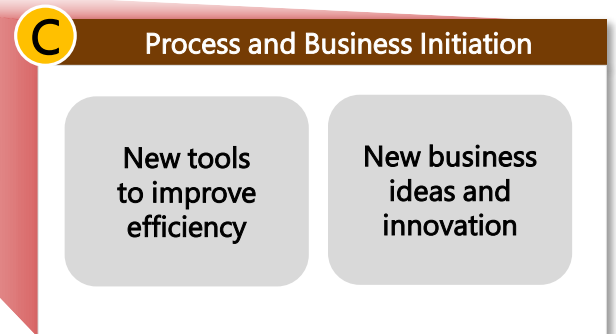 C
Process and Business Initiation
New tools
to improve
efficiency
New business
ideas and
innovation